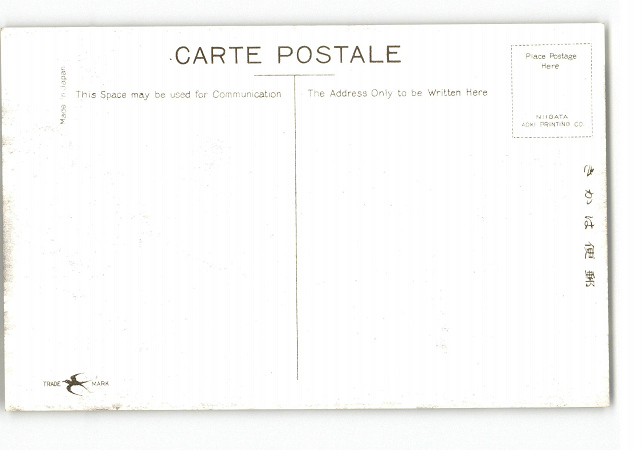 CARTE POSTALE
Made in Japan
This Space may be used for Communication
The Address Only to be Written Here
Place Postage
Here
NIIGATA
AOKI PRINTING CO.
郵便はかき
TRADE MARK